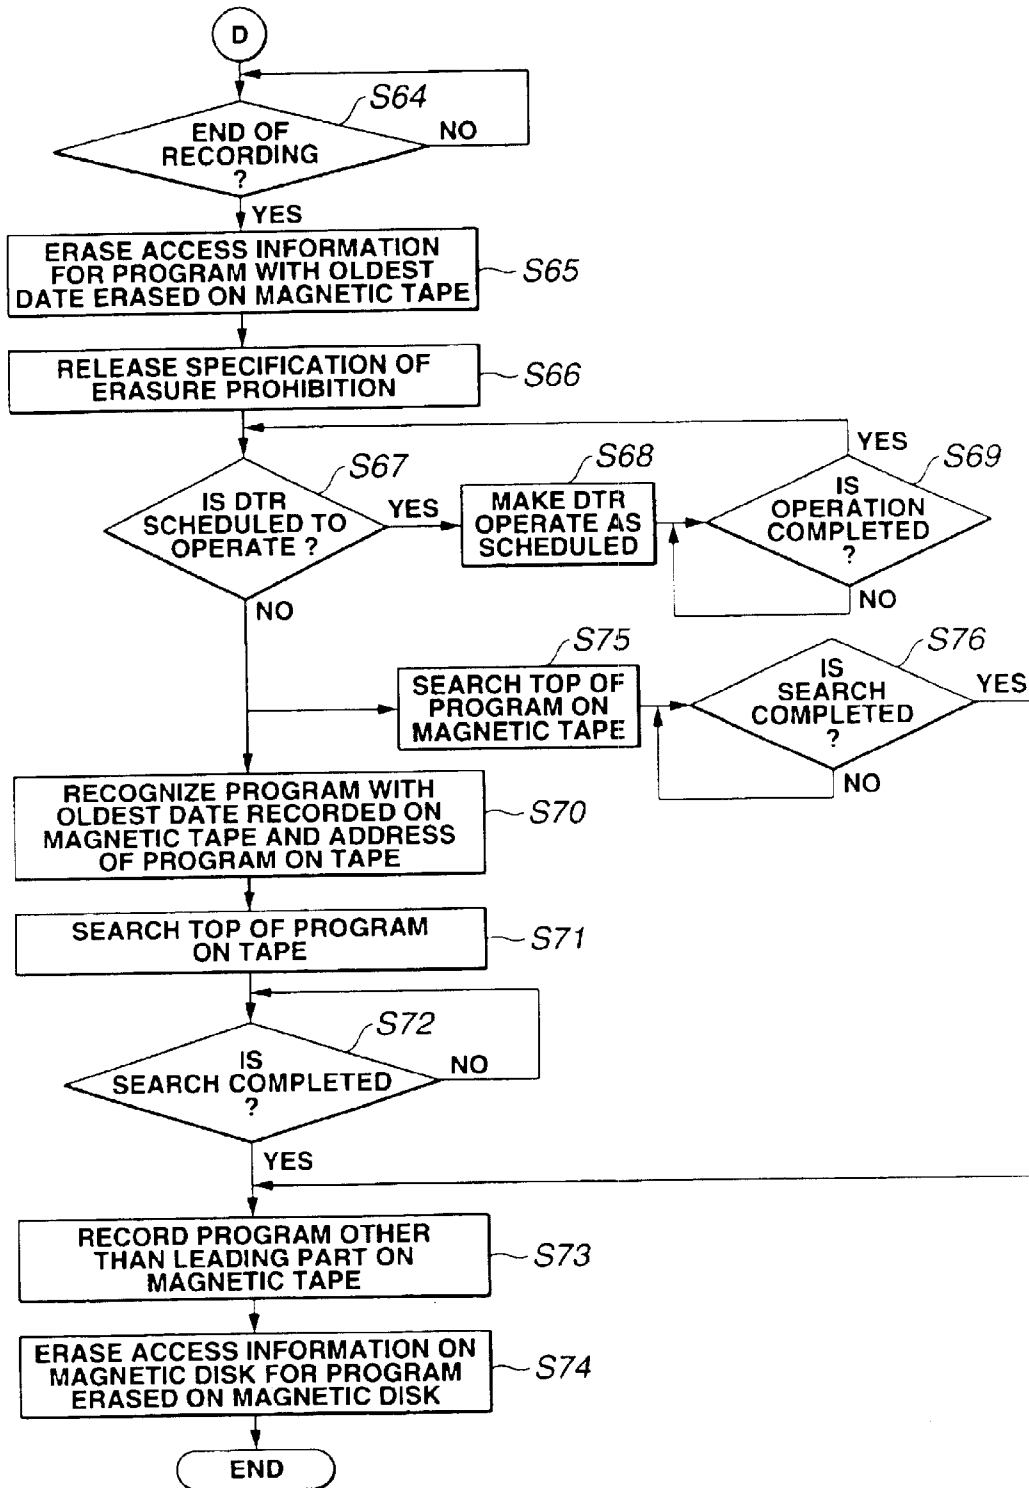 D
S64
END OF
RECORDING
?
NO
YES
ERASE ACCESS INFORMATION
FOR PROGRAM WITH OLDEST
DATE ERASED ON MAGNETIC TAPE
S65
RELEASE SPECIFICATION OF
ERASURE PROHIBITION
S66
S67
IS DTR
SCHEDULED TO
OPERATE ?
YES
NO
S68
MAKE DTR
OPERATE AS
SCHEDULED
YES
S69
IS
OPERATION
COMPLETED
?
NO
S75
SEARCH TOP OF
PROGRAM ON
MAGNETIC TAPE
S76
IS
SEARCH
COMPLETED
?
YES
NO
RECOGNIZE PROGRAM WITH
OLDEST DATE RECORDED ON
MAGNETIC TAPE AND ADDRESS
OF PROGRAM ON TAPE
S70
SEARCH TOP OF PROGRAM
ON TAPE
S71
S72
IS
SEARCH COMPLETED
?
NO
YES
RECORD PROGRAM OTHER
THAN LEADING PART ON
MAGNETIC TAPE
S73
ERASE ACCESS INFORMATION ON
MAGNETIC DISK FOR PROGRAM
ERASED ON MAGNETIC DISK
S74
END